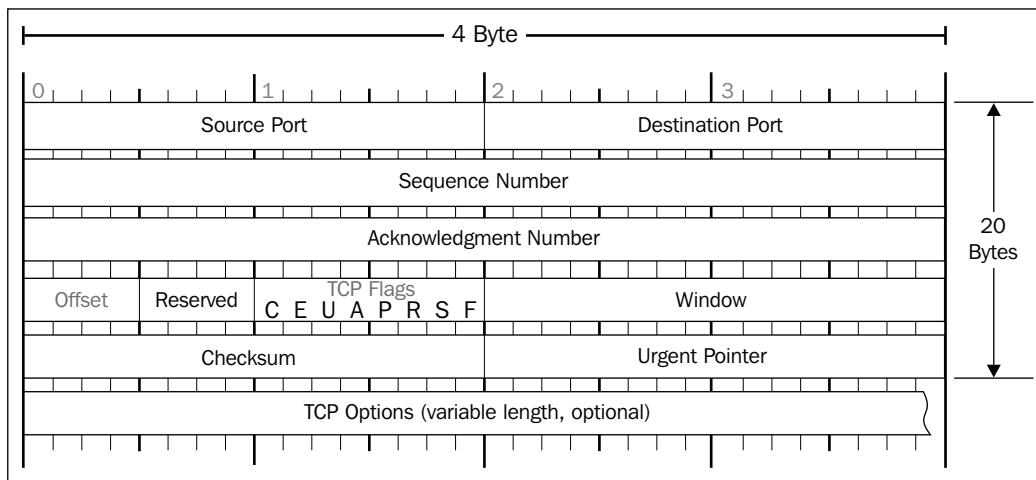 4 Byte
0 1 2 3
Source Port Destination Port
Sequence Number
Acknowledgment Number
20
Bytes
Offset Reserved TCP Flags Window
C E U A P R S F
Checksum Urgent Pointer
TCP Options (variable length, optional)